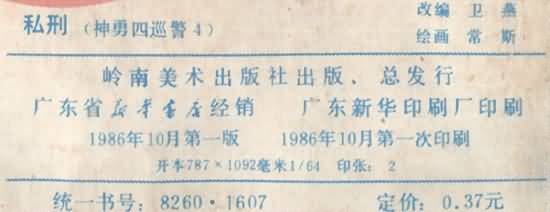 私刑（神勇四巡警4）
改编 卫燕
绘画 常斯
岭南美术出版社出版、总发行
广东省新华书店经销 广东新华印刷厂印刷
1986年10月第一版 1986年10月第一次印刷
开本787×1092毫米1/64 印张：2
统一书号：8260·1607 定价：0.37元